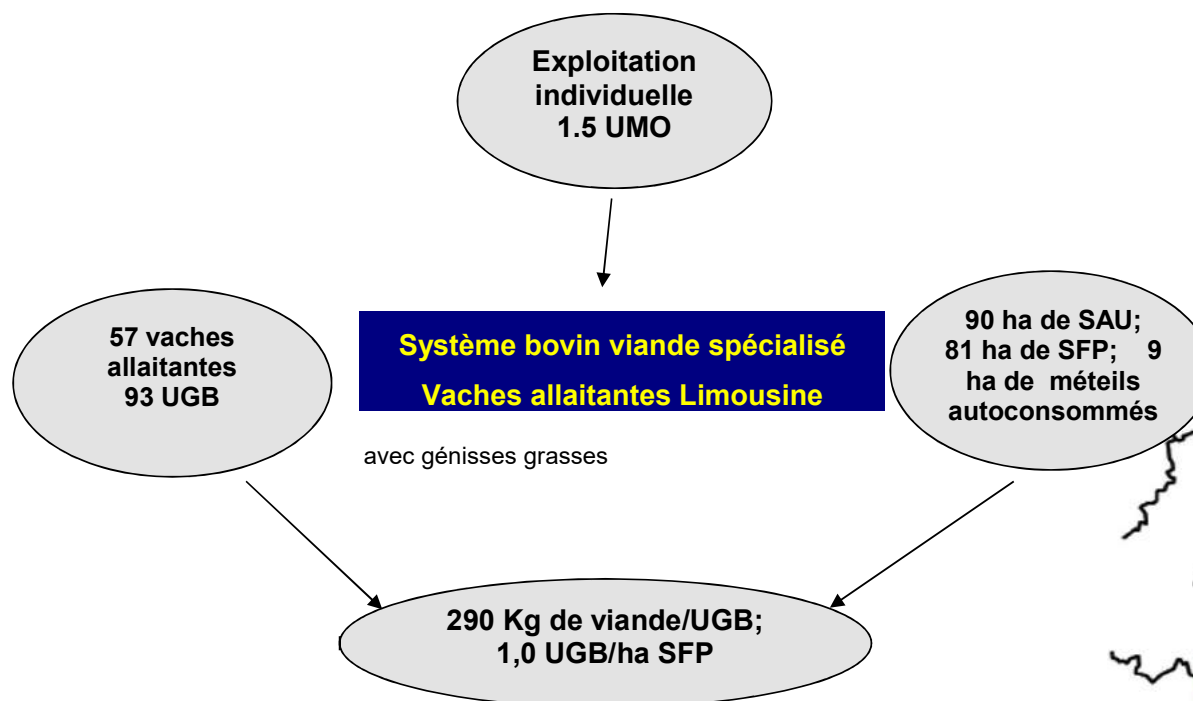 Exploitation
individuelle
1.5 UMO
57 vaches
allaitantes
93 UGB
Système bovin viande spécialisé
Vaches allaitantes Limousine
90 ha de SAU;
81 ha de SFP; 9
ha de méteils
autoconsommés
avec génisses grasses
290 Kg de viande/UGB;
1,0 UGB/ha SFP